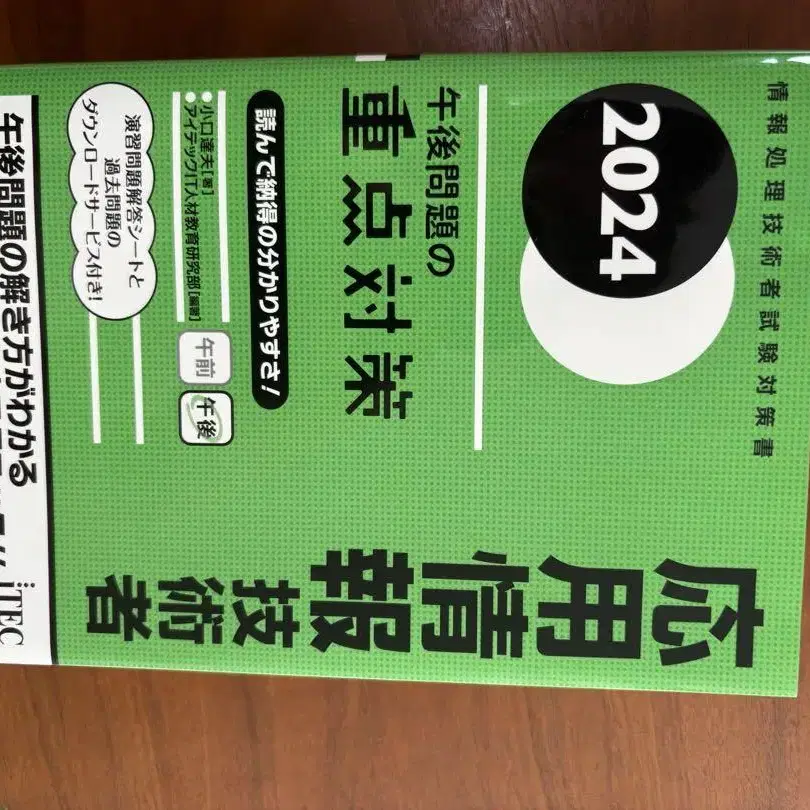 情報処理技術者試験対策書
2024
応用情報技術者
午後問題の
重点対策
読んで納得の分かりやすさ!
午前
午後
小口達夫[著]
アイテックIT人材教育研究部[編著]
演習問題解答シートと
過去問題の
ダウンロードサービス付き!
午後問題の解き方がわかる
iTEC